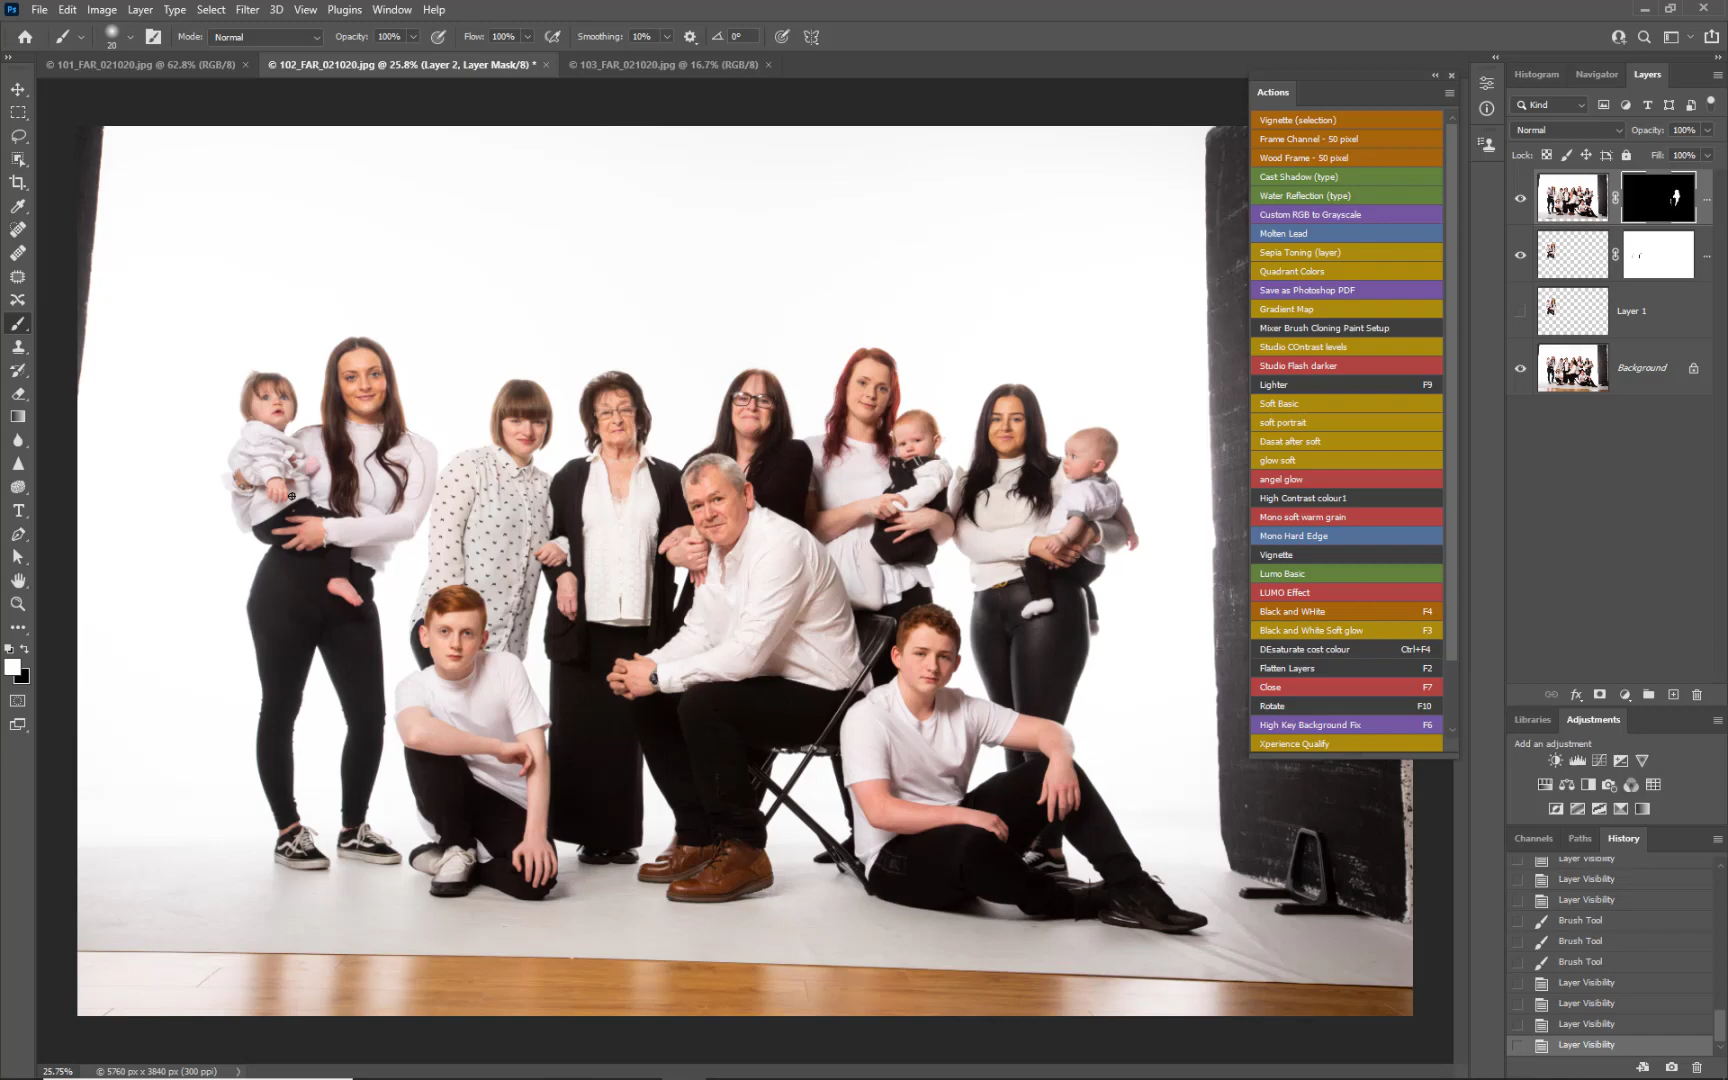 Ps File Edit Image Layer Type Select Filter 3D View Plugins Window Help
20 Mode: Normal Opacity: 100% Flow: 100% Smoothing: 10% 0°
© 101_FAR_021020.jpg @ 62.8% (RGB/8) ×
© 102_FAR_021020.jpg @ 25.8% (Layer 2, Layer Mask/8) * ×
© 103_FAR_021020.jpg @ 16.7% (RGB/8) ×
Actions
Vignette (selection)
Frame Channel - 50 pixel
Wood Frame - 50 pixel
Cast Shadow (type)
Water Reflection (type)
Custom RGB to Grayscale
Molten Lead
Sepia Toning (layer)
Quadrant Colors
Save as Photoshop PDF
Gradient Map
Mixer Brush Cloning Paint Setup
Studio COntrast levels
Studio Flash darker
Lighter F9
Soft Basic
soft portrait
Dasat after soft
glow soft
angel glow
High Contrast colour1
Mono soft warm grain
Mono Hard Edge
Vignette
Lumo Basic
LUMO Effect
Black and WHite F4
Black and White Soft glow F3
DEsaturate cost colour Ctrl+F4
Flatten Layers F2
Close F7
Rotate F10
High Key Background Fix F6
Xperience Qualify
Histogram Navigator Layers
Kind
Normal Opacity: 100%
Lock: Fill: 100%
Layer 1
Background
Libraries Adjustments
Add an adjustment
Channels Paths History
Layer Visibility
Layer Visibility
Layer Visibility
Brush Tool
Brush Tool
Brush Tool
Layer Visibility
Layer Visibility
Layer Visibility
Layer Visibility
25.75% © 5760 px x 3840 px (300 ppi)